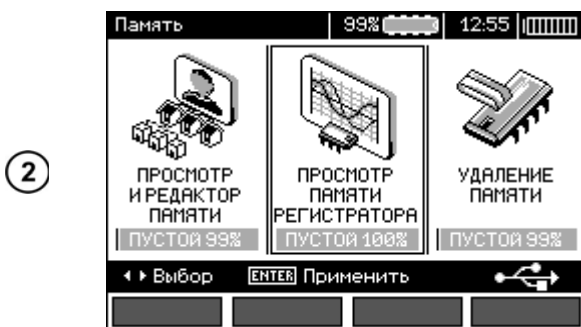 Память 99% 12:55
2
ПРОСМОТР
И РЕДАКТОР
ПАМЯТИ
ПУСТОЙ 99%
ПРОСМОТР
ПАМЯТИ
РЕГИСТРАТОРА
ПУСТОЙ 100%
УДАЛЕНИЕ
ПАМЯТИ
ПУСТОЙ 99%
Выбор ENTER Применить